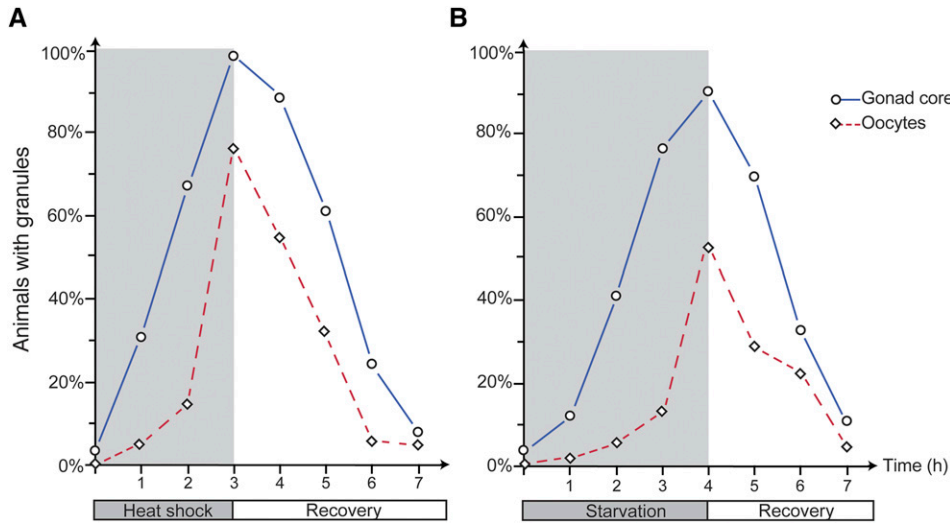 A
B
Animals with granules
100%
80%
60%
40%
20%
0%
1 2 3 4 5 6 7
Heat shock Recovery
100%
80%
60%
40%
20%
0%
1 2 3 4 5 6 7
Time (h)
Starvation Recovery
Gonad core
Oocytes